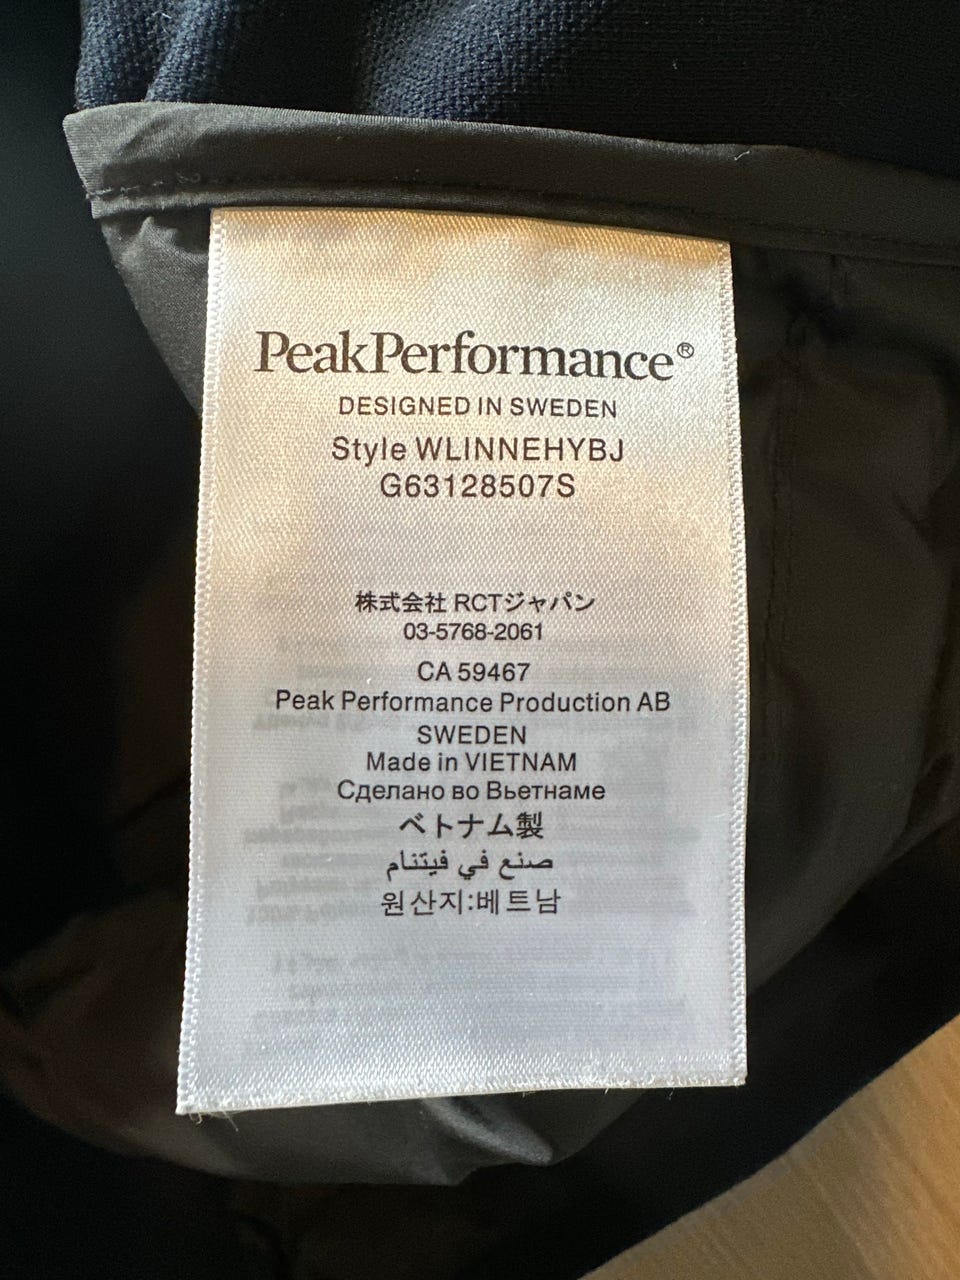 PeakPerformance®
DESIGNED IN SWEDEN
Style WLINNEHYBJ
G63128507S
株式会社 RCTジャパン
03-5768-2061
CA 59467
Peak Performance Production AB
SWEDEN
Made in VIETNAM
Сделано во Вьетнаме
ベトナム製
صنع في فيتنام
원산지:베트남